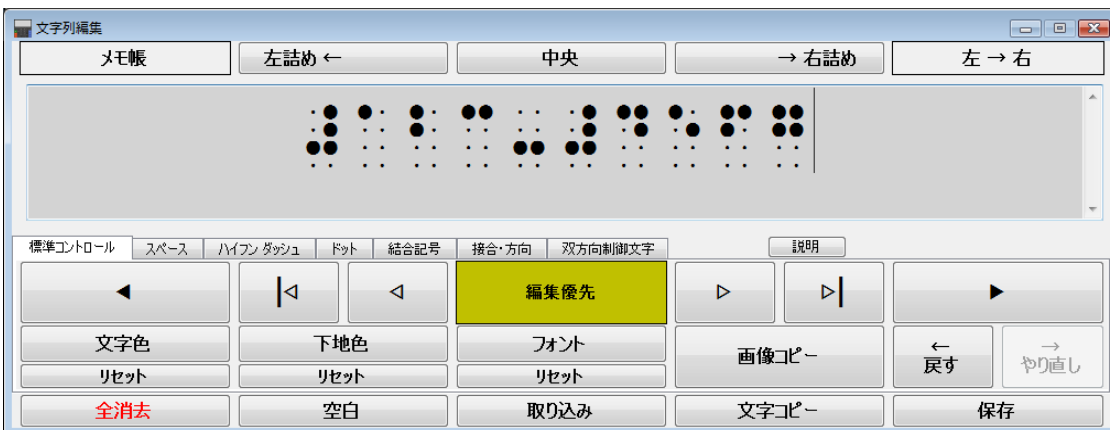 文字列編集
メモ帳 左詰め ← 中央 → 右詰め 左 → 右
⠼⠁⠃⠉⠤⠼⠙⠑⠋⠛
標準コントロール スペース ハイフン ダッシュ ドット 結合記号 接合・方向 双方向制御文字 説明
◀ |◁ ◁ 編集優先 ▷ ▷| ▶
文字色 下地色 フォント 画像コピー ← 戻す → やり直し
リセット リセット リセット
全消去 空白 取り込み 文字コピー 保存